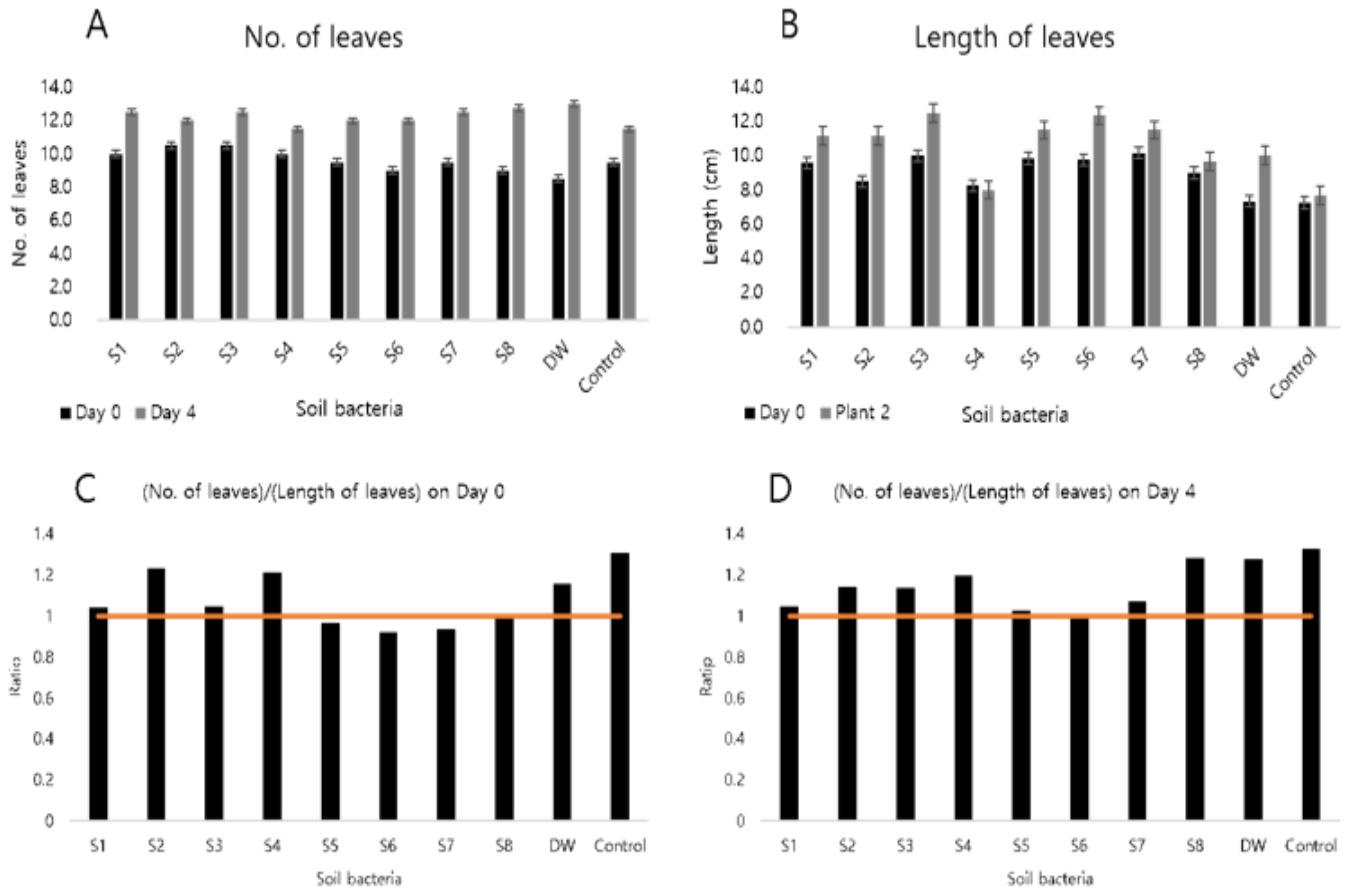 A
No. of leaves
No. of leaves
14.0
12.0
10.0
8.0
6.0
4.0
2.0
0.0
S1 S2 S3 S4 S5 S6 S7 S8 DW Control
Day 0 Day 4
Soil bacteria
B
Length of leaves
Length (cm)
14.0
12.0
10.0
8.0
6.0
4.0
2.0
0.0
S1 S2 S3 S4 S5 S6 S7 S8 DW Control
Day 0 Plant 2
Soil bacteria
C
(No. of leaves)/(Length of leaves) on Day 0
Ratio
1.4
1.2
1
0.8
0.6
0.4
0.2
0
S1 S2 S3 S4 S5 S6 S7 S8 DW Control
Soil bacteria
D
(No. of leaves)/(Length of leaves) on Day 4
Ratip
1.4
1.2
1
0.8
0.6
0.4
0.2
0
S1 S2 S3 S4 S5 S6 S7 S8 DW Control
Soil bacteria